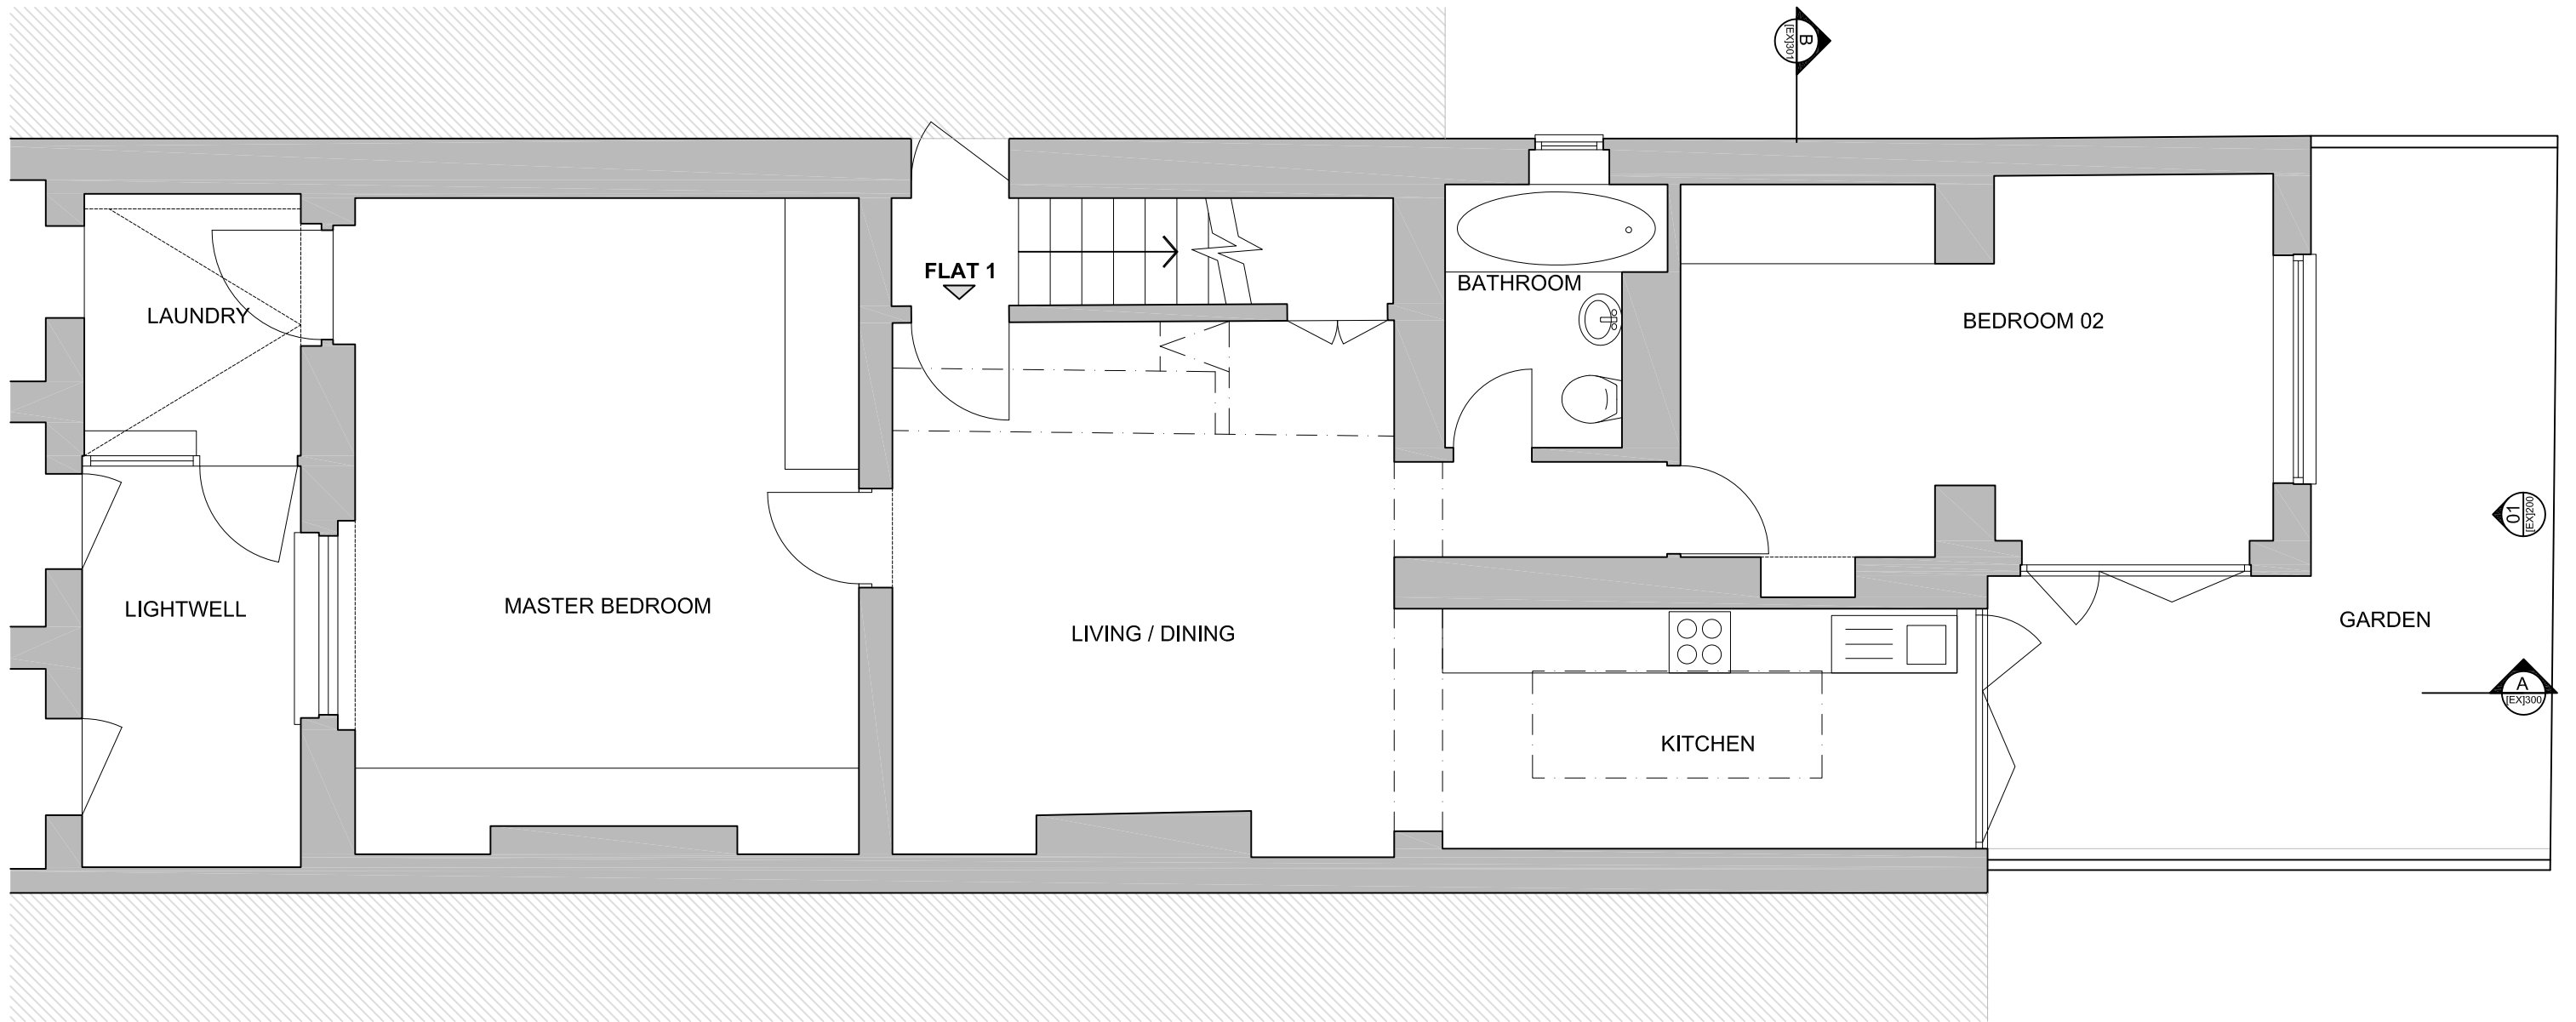 B
[EX]301
FLAT 1
BATHROOM
LAUNDRY
BEDROOM 02
01
[EX]200
LIGHTWELL
MASTER BEDROOM
LIVING / DINING
GARDEN
A
[EX]300
KITCHEN